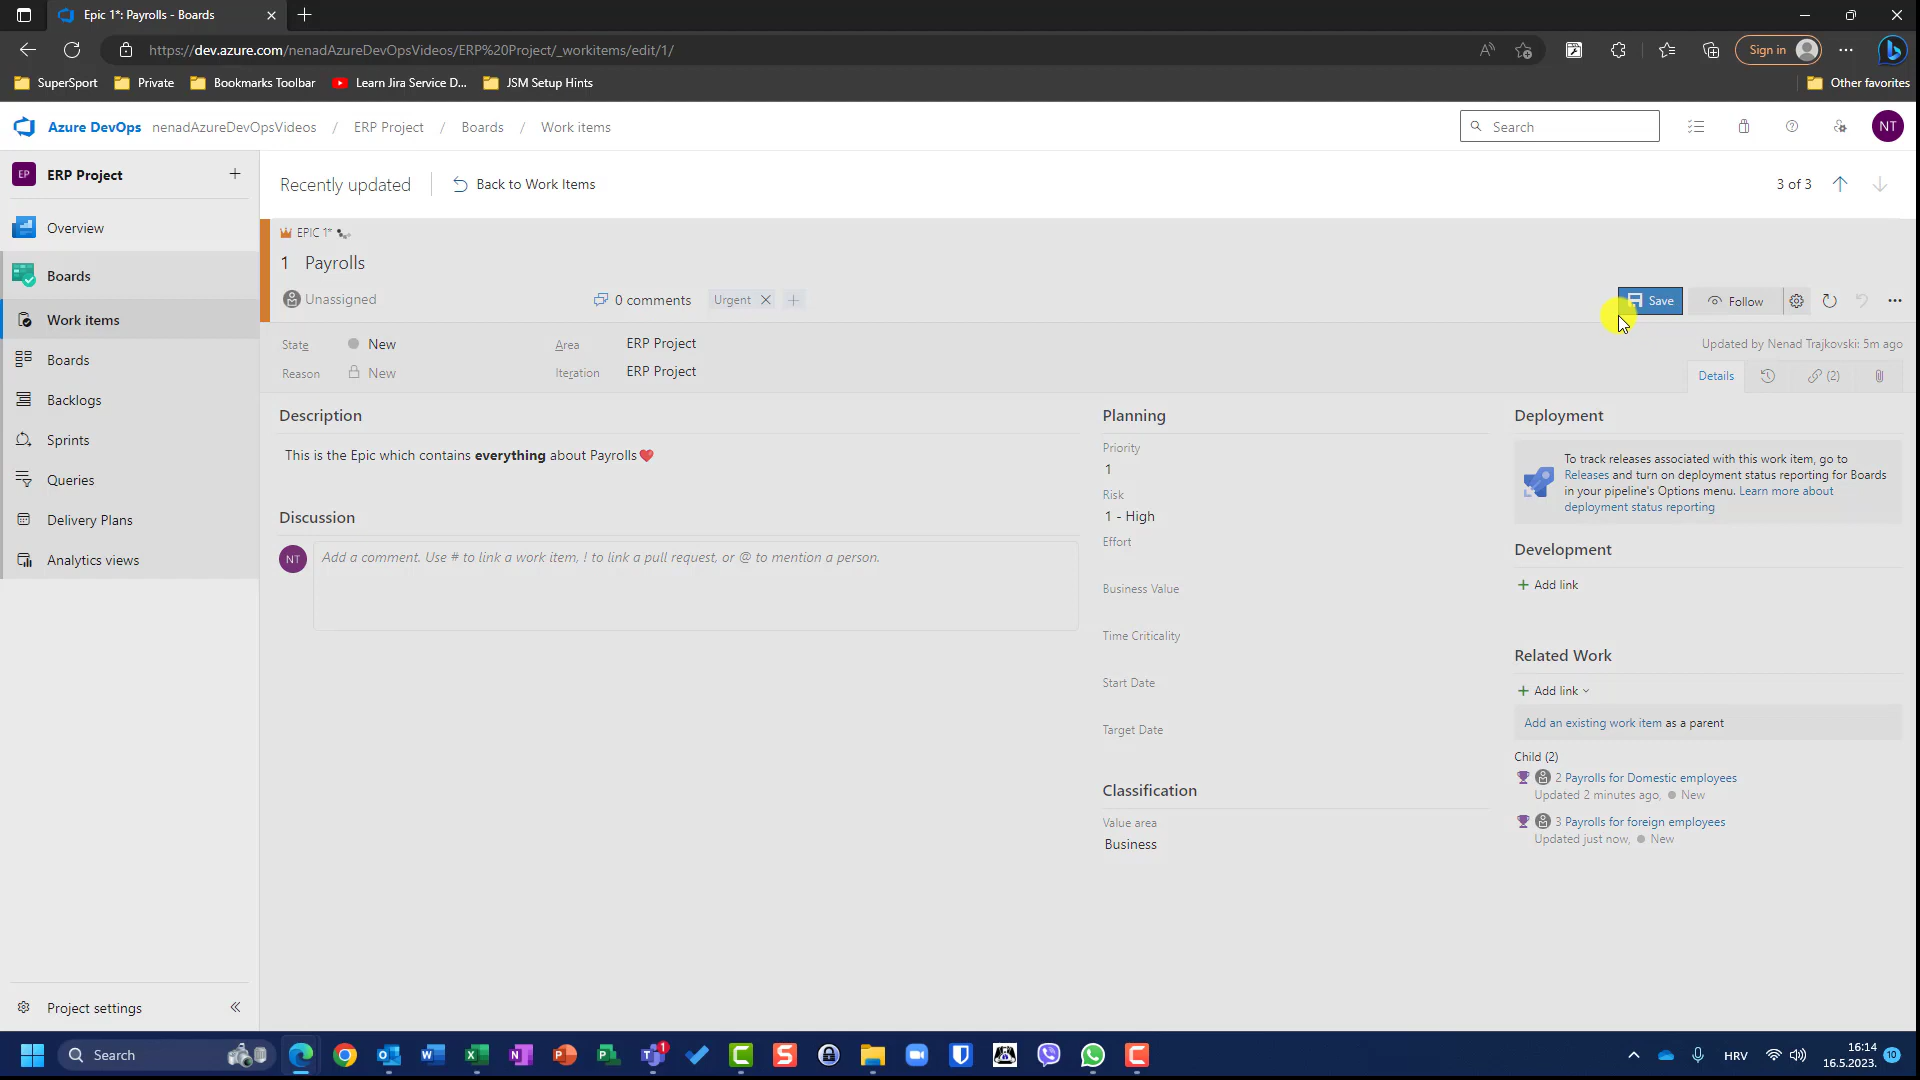 Epic 1*: Payrolls - Boards
https://dev.azure.com/nenadAzureDevOpsVideos/ERP%20Project/_workitems/edit/1/
Sign in
SuperSport
Private
Bookmarks Toolbar
Learn Jira Service D...
JSM Setup Hints
Other favorites
Azure DevOps nenadAzureDevOpsVideos / ERP Project / Boards / Work items
Search
NT
EP ERP Project
Overview
Boards
Work items
Boards
Backlogs
Sprints
Queries
Delivery Plans
Analytics views
Project settings
Recently updated
Back to Work Items
3 of 3
EPIC 1*
1 Payrolls
Unassigned
0 comments
Urgent
Save
Follow
State New
Reason New
Area ERP Project
Iteration ERP Project
Updated by Nenad Trajkovski: 5m ago
Details
(2)
Description
This is the Epic which contains everything about Payrolls❤️
Discussion
NT
Add a comment. Use # to link a work item, ! to link a pull request, or @ to mention a person.
Planning
Priority
1
Risk
1 - High
Effort
Business Value
Time Criticality
Start Date
Target Date
Classification
Value area
Business
Deployment
To track releases associated with this work item, go to
Releases and turn on deployment status reporting for Boards
in your pipeline's Options menu. Learn more about
deployment status reporting
Development
Add link
Related Work
Add link
Add an existing work item as a parent
Child (2)
2 Payrolls for Domestic employees
Updated 2 minutes ago, New
3 Payrolls for foreign employees
Updated just now, New
Search
1
HRV
16:14
16.5.2023.
10